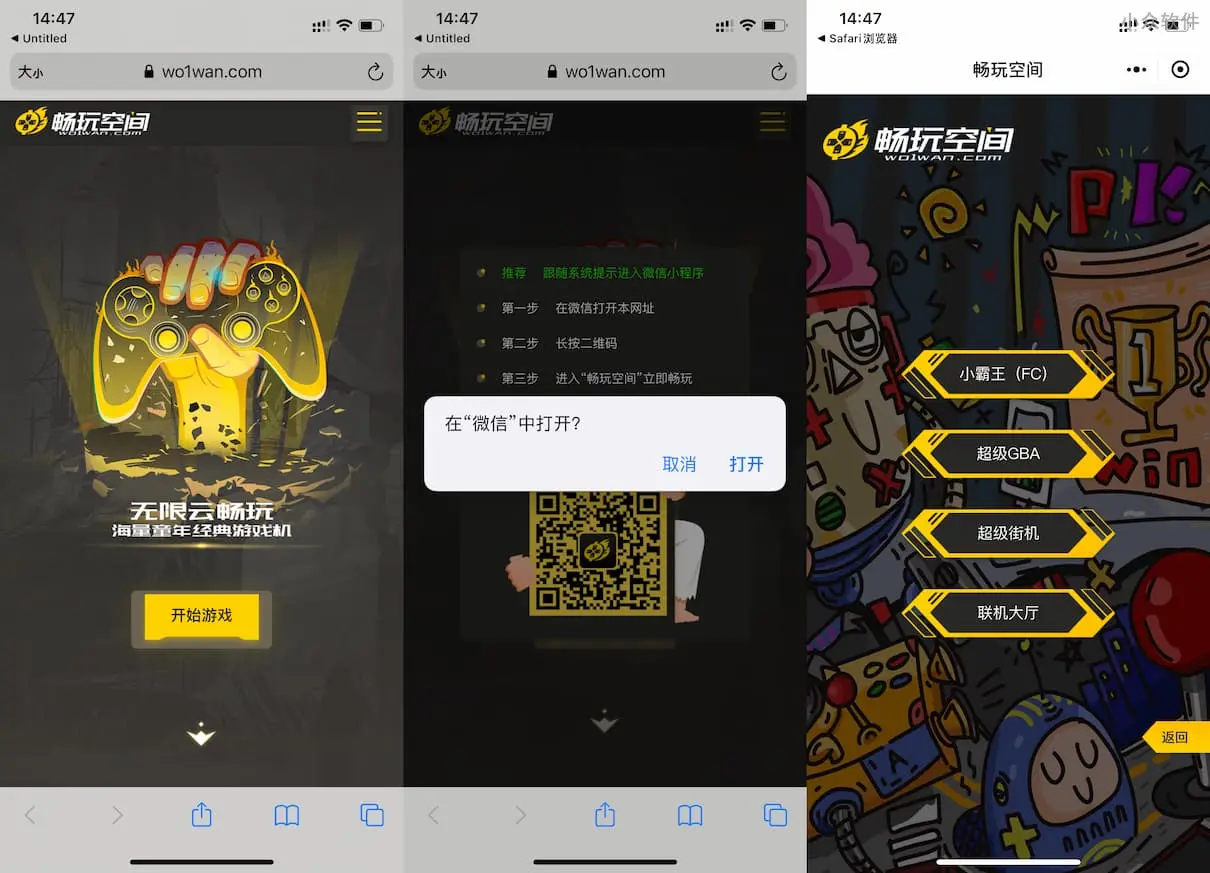 14:47
◀ Untitled
大小
wo1wan.com
畅玩空间
WO1WAN.COM
无限云畅玩
海量童年经典游戏机
开始游戏
14:47
◀ Untitled
大小
wo1wan.com
畅玩空间
WO1WAN.COM
推荐 跟随系统提示进入微信小程序
第一步 在微信打开本网址
第二步 长按二维码
第三步 进入“畅玩空间”立即畅玩
在“微信”中打开?
取消 打开
14:47
小众软件
◀ Safari浏览器
畅玩空间
畅玩空间
WO1WAN.COM
PK
1
小霸王（FC）
超级GBA
win
超级街机
联机大厅
返回
A